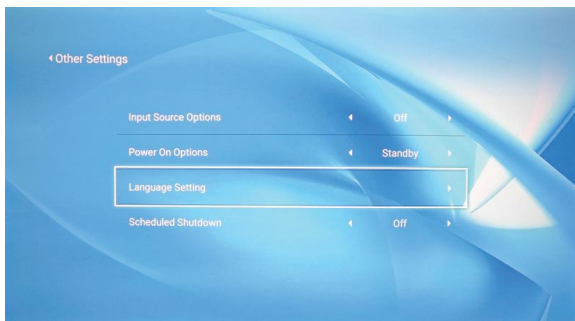 Other Settings
Input Source Options Off
Power On Options Standby
Language Setting
Scheduled Shutdown Off